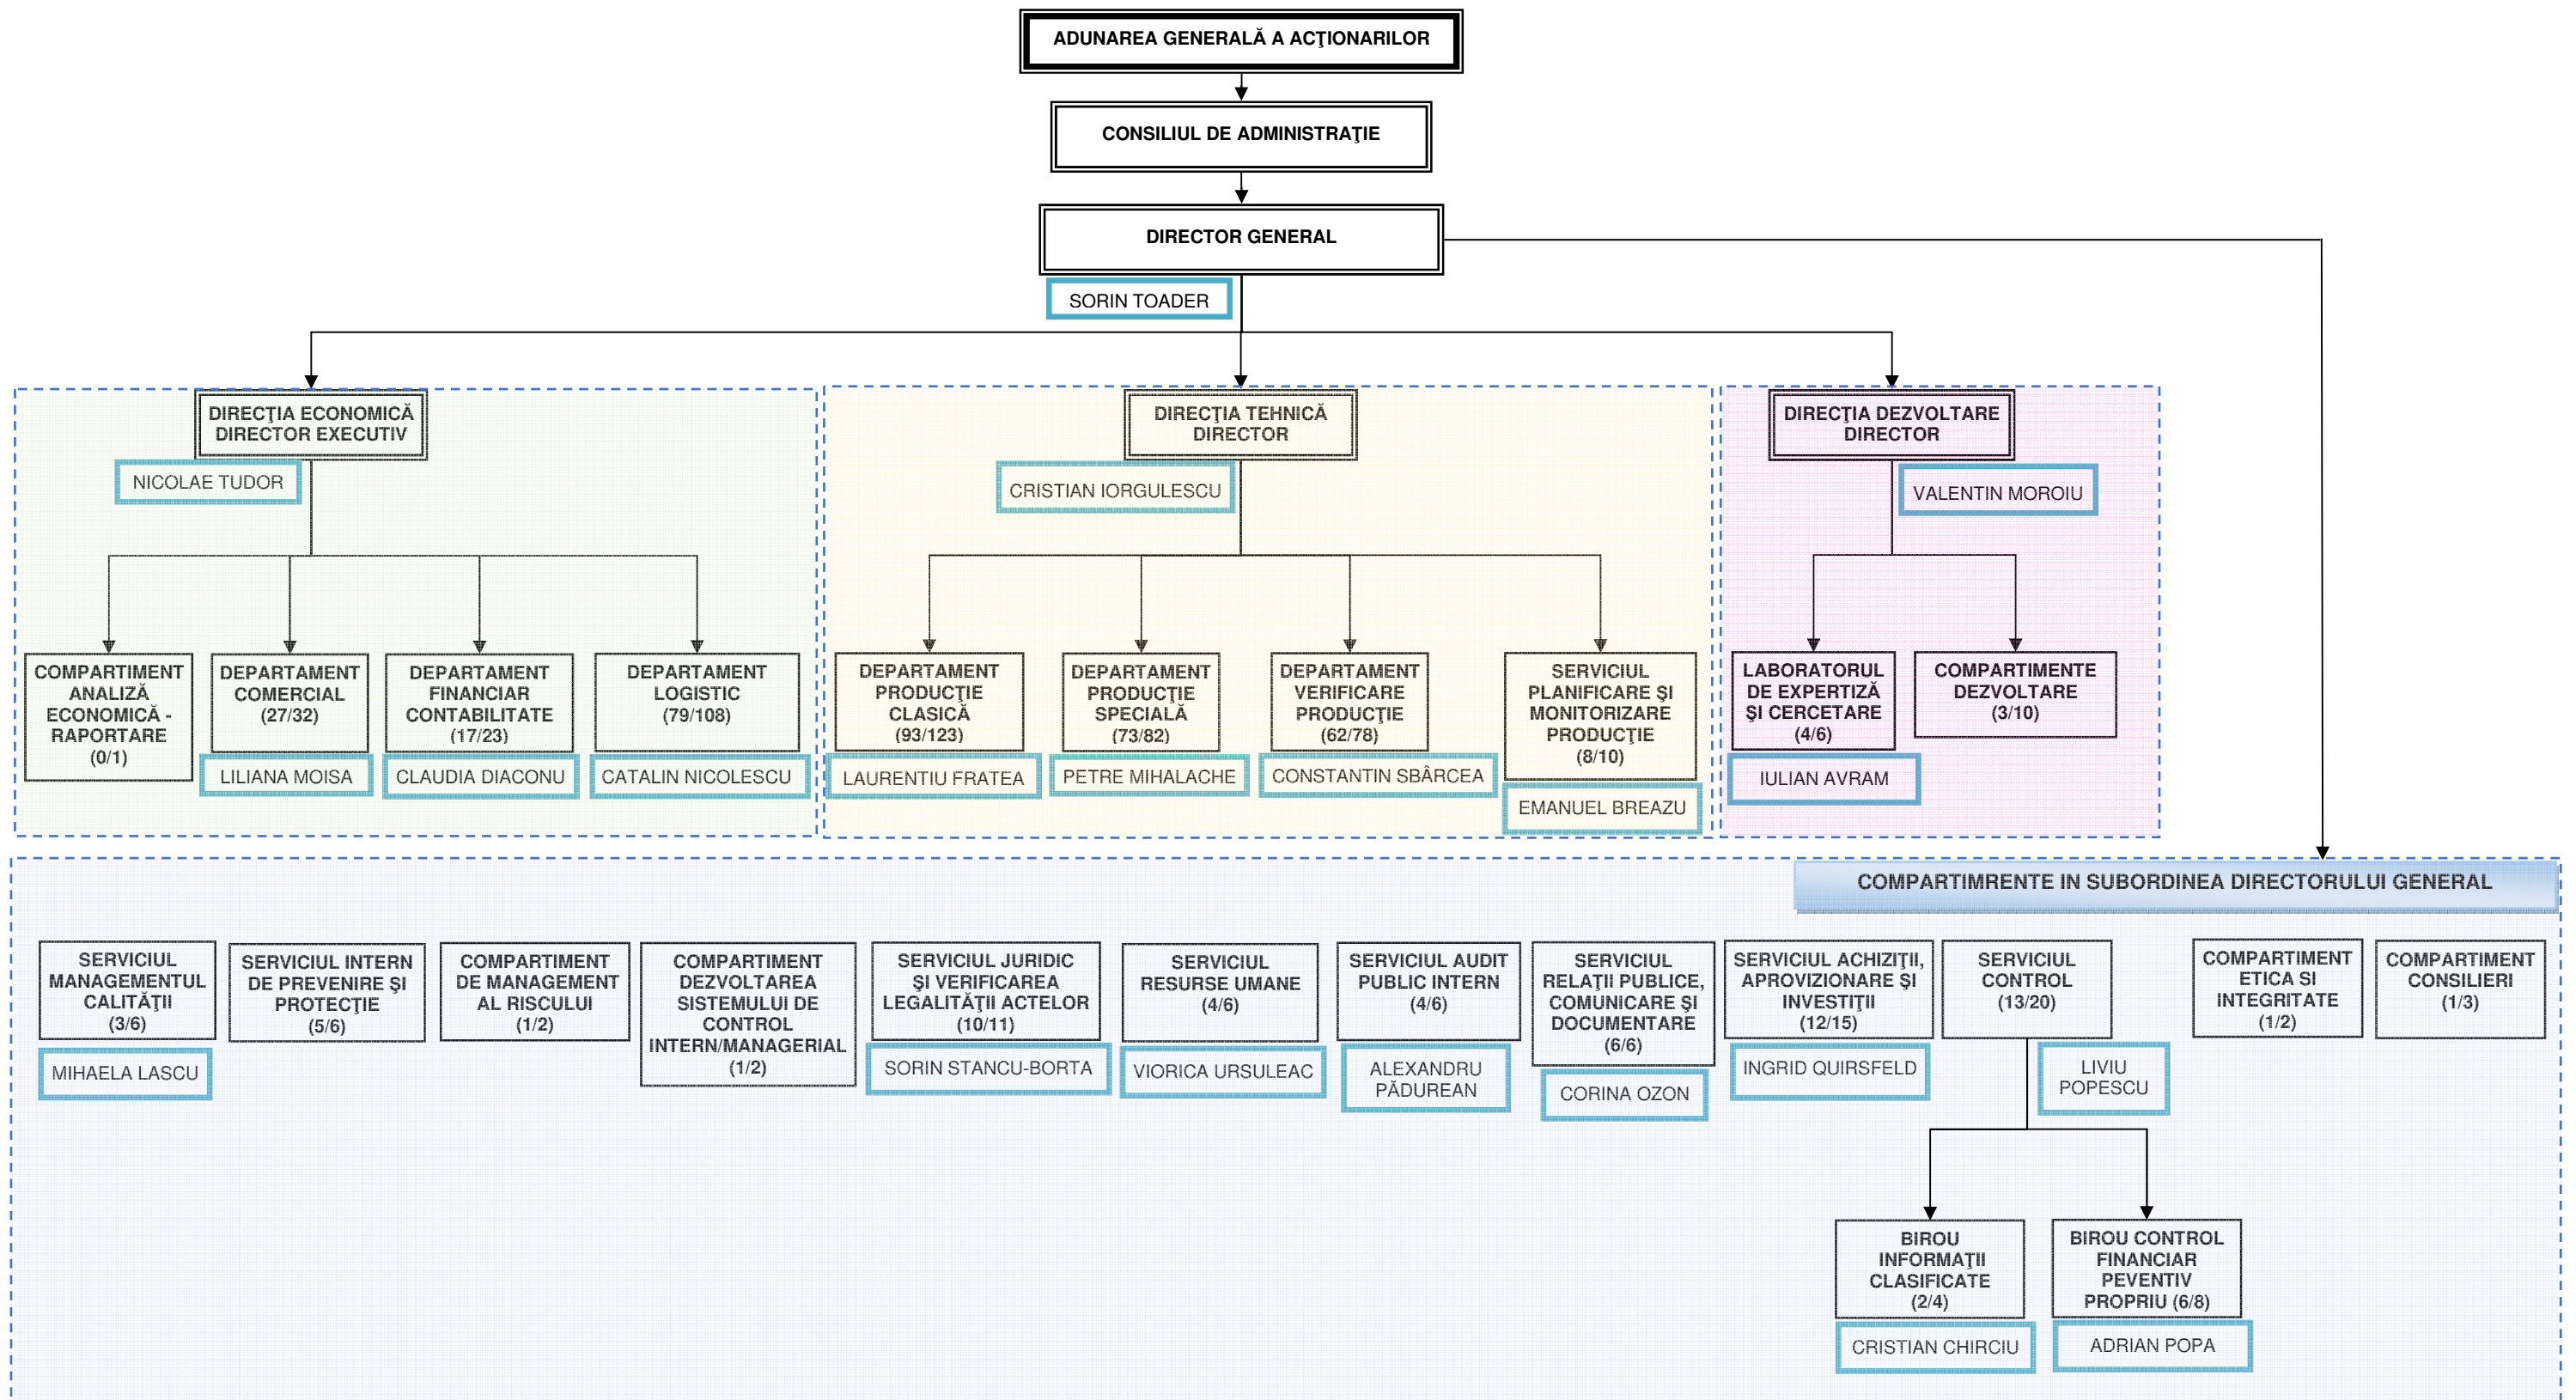 ADUNAREA GENERALĂ A ACŢIONARILOR
CONSILIUL DE ADMINISTRAŢIE
DIRECTOR GENERAL
SORIN TOADER
DIRECŢIA ECONOMICĂ
DIRECTOR EXECUTIV
NICOLAE TUDOR
DIRECŢIA TEHNICĂ
DIRECTOR
CRISTIAN IORGULESCU
DIRECŢIA DEZVOLTARE
DIRECTOR
VALENTIN MOROIU
COMPARTIMENT
ANALIZĂ
ECONOMICĂ -
RAPORTARE
(0/1)
DEPARTAMENT
COMERCIAL
(27/32)
LILIANA MOISA
DEPARTAMENT
FINANCIAR
CONTABILITATE
(17/23)
CLAUDIA DIACONU
DEPARTAMENT
LOGISTIC
(79/108)
CATALIN NICOLESCU
DEPARTAMENT
PRODUCŢIE
CLASICĂ
(93/123)
LAURENTIU FRATEA
DEPARTAMENT
PRODUCŢIE
SPECIALĂ
(73/82)
PETRE MIHALACHE
DEPARTAMENT
VERIFICARE
PRODUCŢIE
(62/78)
CONSTANTIN SBÂRCEA
SERVICIUL
PLANIFICARE ŞI
MONITORIZARE
PRODUCŢIE
(8/10)
EMANUEL BREAZU
LABORATORUL
DE EXPERTIZĂ
ŞI CERCETARE
(4/6)
IULIAN AVRAM
COMPARTIMENTE
DEZVOLTARE
(3/10)
COMPARTIMRENTE IN SUBORDINEA DIRECTORULUI GENERAL
SERVICIUL
MANAGEMENTUL
CALITĂŢII
(3/6)
MIHAELA LASCU
SERVICIUL INTERN
DE PREVENIRE ŞI
PROTECŢIE
(5/6)
COMPARTIMENT
DE MANAGEMENT
AL RISCULUI
(1/2)
COMPARTIMENT
DEZVOLTAREA
SISTEMULUI DE
CONTROL
INTERN/MANAGERIAL
(1/2)
SERVICIUL JURIDIC
ŞI VERIFICAREA
LEGALITĂŢII ACTELOR
(10/11)
SORIN STANCU-BORTA
SERVICIUL
RESURSE UMANE
(4/6)
VIORICA URSULEAC
SERVICIUL AUDIT
PUBLIC INTERN
(4/6)
ALEXANDRU
PĂDUREAN
SERVICIUL
RELAŢII PUBLICE,
COMUNICARE ŞI
DOCUMENTARE
(6/6)
CORINA OZON
SERVICIUL ACHIZIŢII,
APROVIZIONARE ŞI
INVESTIŢII
(12/15)
INGRID QUIRSFELD
SERVICIUL
CONTROL
(13/20)
LIVIU
POPESCU
COMPARTIMENT
ETICA SI
INTEGRITATE
(1/2)
COMPARTIMENT
CONSILIERI
(1/3)
BIROU
INFORMAŢII
CLASIFICATE
(2/4)
CRISTIAN CHIRCIU
BIROU CONTROL
FINANCIAR
PEVENTIV
PROPRIU (6/8)
ADRIAN POPA